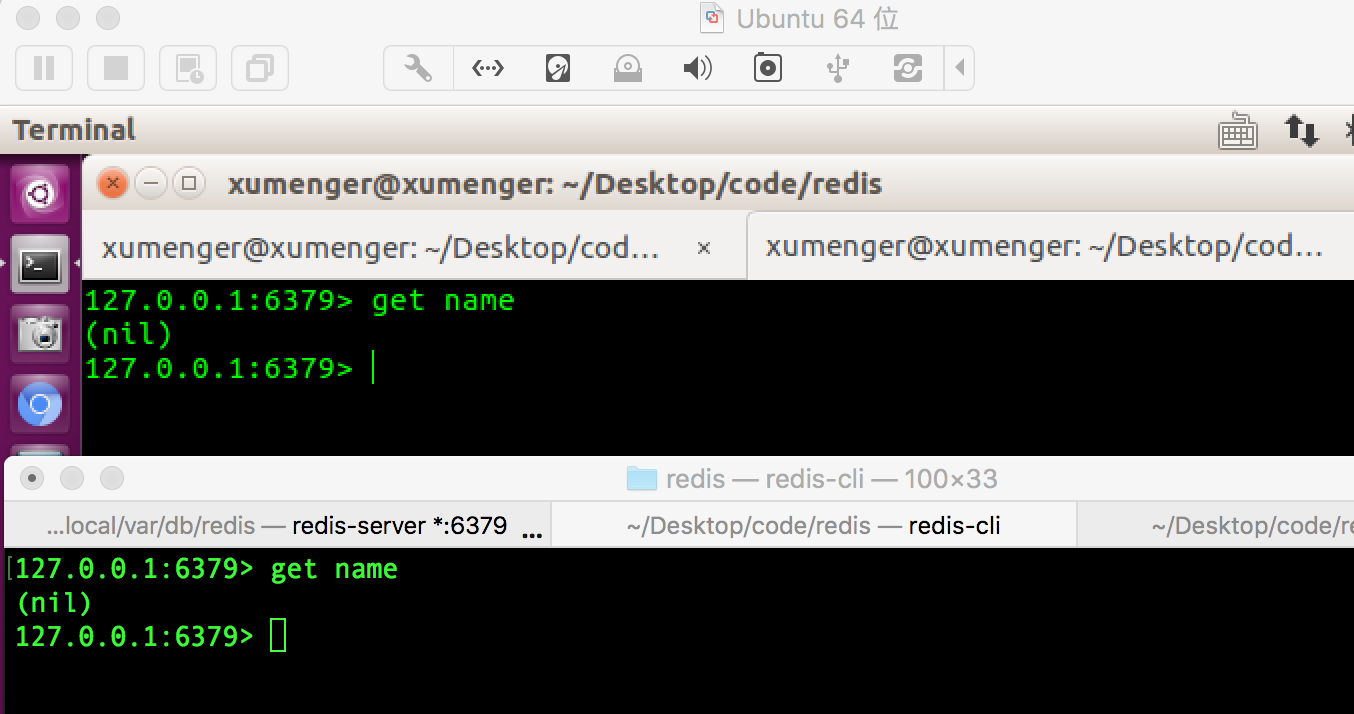 Ubuntu 64 位
Terminal
xumenger@xumenger: ~/Desktop/code/redis
xumenger@xumenger: ~/Desktop/cod... × xumenger@xumenger: ~/Desktop/cod...
127.0.0.1:6379> get name
(nil)
127.0.0.1:6379>
redis — redis-cli — 100×33
...local/var/db/redis — redis-server *:6379 ... ~/Desktop/code/redis — redis-cli ~/Desktop/code/re
[127.0.0.1:6379> get name
(nil)
127.0.0.1:6379>